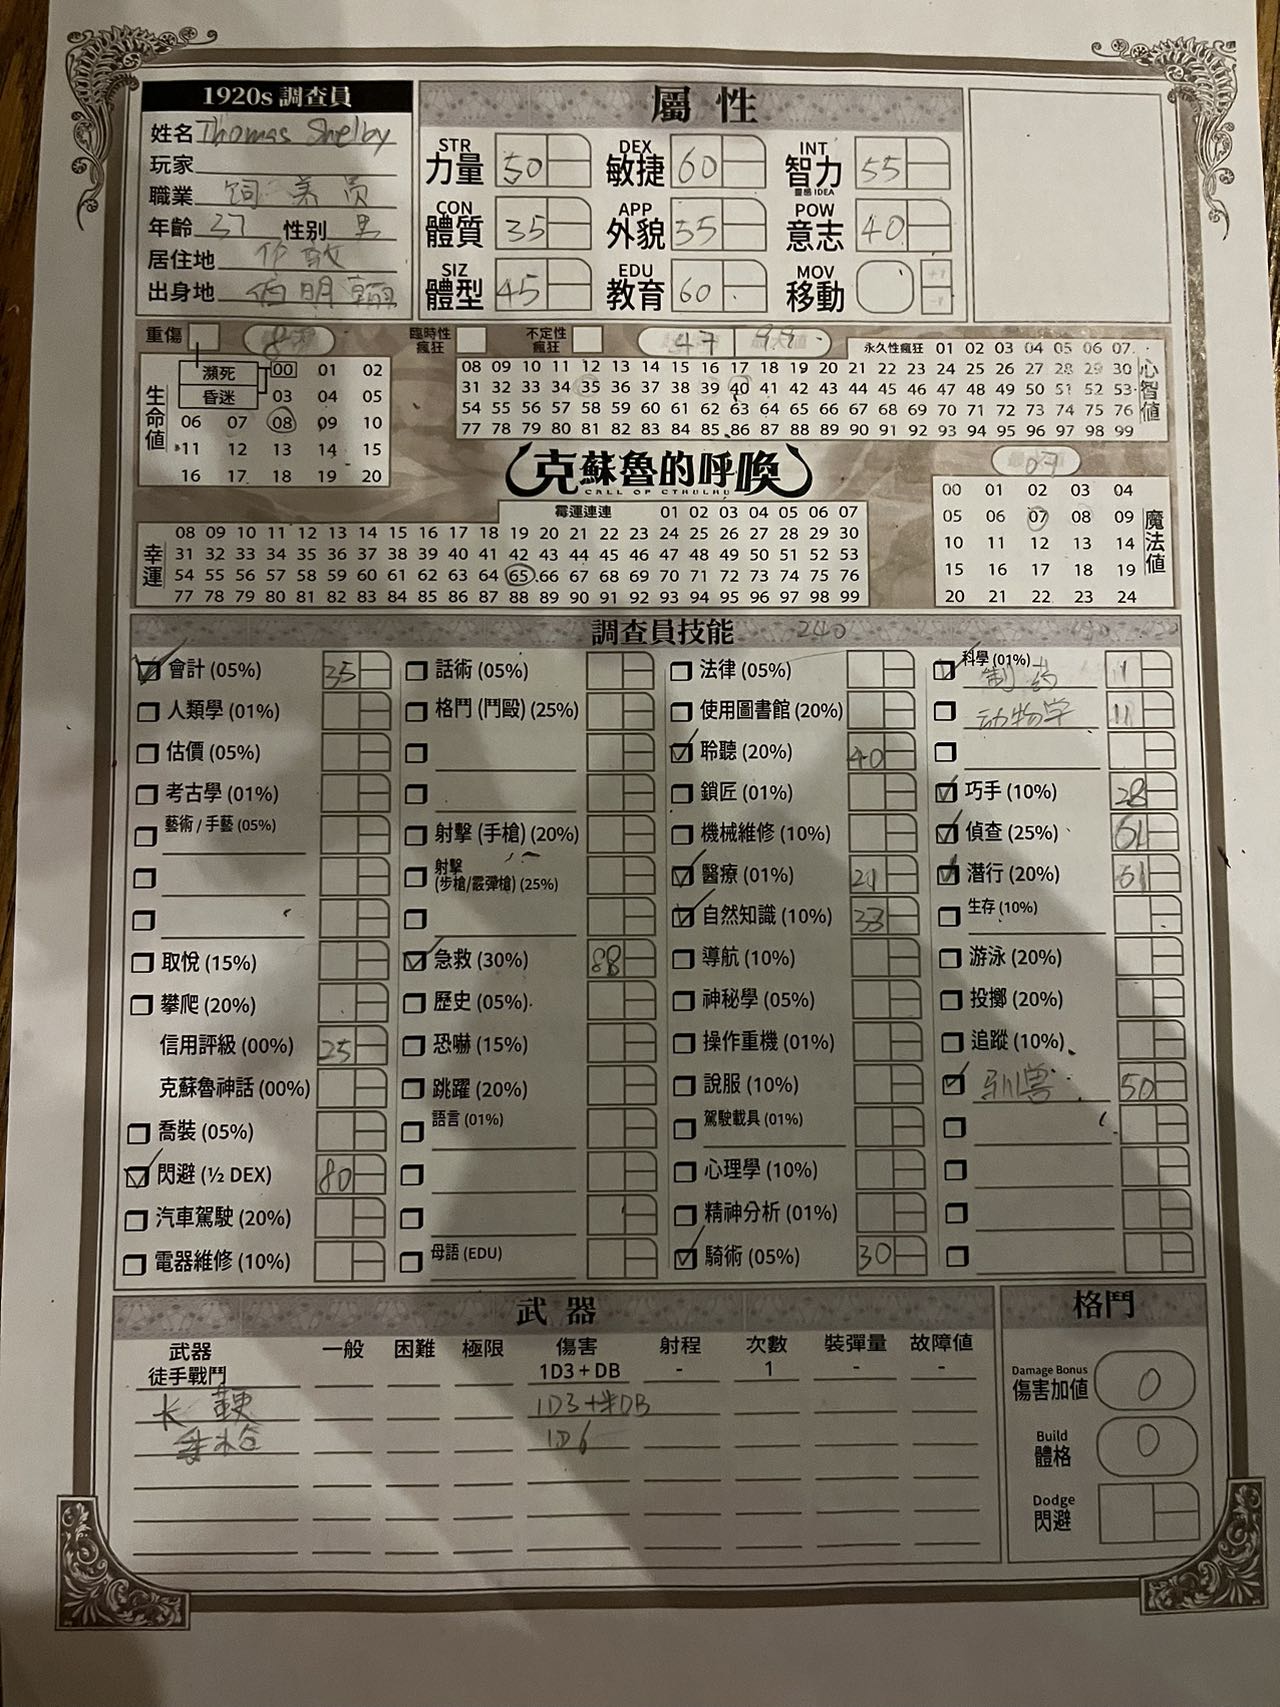 1920s 調查員
姓名 Thomas Shelby
玩家
職業 饲养员
年齡 37 性別 男
居住地 伦敦
出身地 伯明翰
屬性
STR 力量 50 DEX 敏捷 60 INT 智力 靈感 IDEA 55
CON 體質 35 APP 外貌 55 POW 意志 40
SIZ 體型 45 EDU 教育 60 MOV 移動 +1 -1
重傷 8 臨時性瘋狂 不定性瘋狂 47 99
生命值
瀕死 00 01 02
昏迷 03 04 05
06 07 08 09 10
11 12 13 14 15
16 17 18 19 20
永久性瘋狂 01 02 03 04 05 06 07
08 09 10 11 12 13 14 15 16 17 18 19 20 21 22 23 24 25 26 27 28 29 30
31 32 33 34 35 36 37 38 39 40 41 42 43 44 45 46 47 48 49 50 51 52 53
54 55 56 57 58 59 60 61 62 63 64 65 66 67 68 69 70 71 72 73 74 75 76
77 78 79 80 81 82 83 84 85 86 87 88 89 90 91 92 93 94 95 96 97 98 99
心智值
克蘇魯的呼喚
CALL OF CTHULHU
幸運
霉運連連 01 02 03 04 05 06 07
08 09 10 11 12 13 14 15 16 17 18 19 20 21 22 23 24 25 26 27 28 29 30
31 32 33 34 35 36 37 38 39 40 41 42 43 44 45 46 47 48 49 50 51 52 53
54 55 56 57 58 59 60 61 62 63 64 65 66 67 68 69 70 71 72 73 74 75 76
77 78 79 80 81 82 83 84 85 86 87 88 89 90 91 92 93 94 95 96 97 98 99
07
00 01 02 03 04
05 06 07 08 09
10 11 12 13 14
15 16 17 18 19
20 21 22 23 24
魔法值
調查員技能 240
會計 (05%) 35
人類學 (01%)
估價 (05%)
考古學 (01%)
藝術 / 手藝 (05%)
取悅 (15%)
攀爬 (20%)
信用評級 (00%) 25
克蘇魯神話 (00%)
喬裝 (05%)
閃避 (½ DEX) 80
汽車駕駛 (20%)
電器維修 (10%)
話術 (05%)
格鬥 (鬥毆) (25%)
射擊 (手槍) (20%)
射擊
(步槍/霰彈槍) (25%)
急救 (30%) 88
歷史 (05%)
恐嚇 (15%)
跳躍 (20%)
語言 (01%)
母語 (EDU)
法律 (05%)
使用圖書館 (20%)
聆聽 (20%) 40
鎖匠 (01%)
機械維修 (10%)
醫療 (01%) 21
自然知識 (10%) 33
導航 (10%)
神秘學 (05%)
操作重機 (01%)
說服 (10%)
駕駛載具 (01%)
心理學 (10%)
精神分析 (01%)
騎術 (05%) 30
科學 (01%) 制药 11
动物学 11
巧手 (10%) 28
偵查 (25%) 61
潛行 (20%) 61
生存 (10%)
游泳 (20%)
投擲 (20%)
追蹤 (10%)
驯兽 50
武器
武器 一般 困難 極限 傷害 射程 次數 裝彈量 故障值
徒手戰鬥 1D3 + DB - 1 - -
长鞭 1D3+半DB
1D6
格鬥
Damage Bonus
傷害加值 0
Build
體格 0
Dodge
閃避